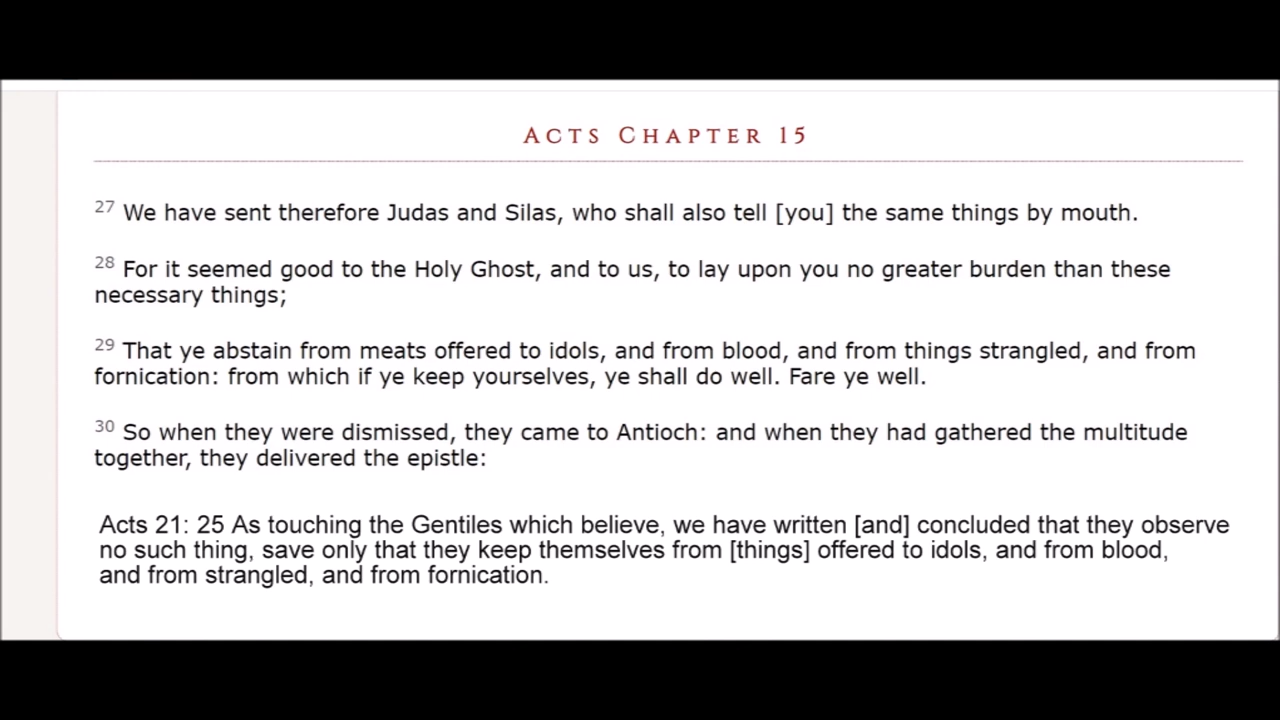 Acts Chapter 15
27 We have sent therefore Judas and Silas, who shall also tell [you] the same things by mouth.
28 For it seemed good to the Holy Ghost, and to us, to lay upon you no greater burden than these
necessary things;
29 That ye abstain from meats offered to idols, and from blood, and from things strangled, and from
fornication: from which if ye keep yourselves, ye shall do well. Fare ye well.
30 So when they were dismissed, they came to Antioch: and when they had gathered the multitude
together, they delivered the epistle:
Acts 21: 25 As touching the Gentiles which believe, we have written [and] concluded that they observe
no such thing, save only that they keep themselves from [things] offered to idols, and from blood,
and from strangled, and from fornication.